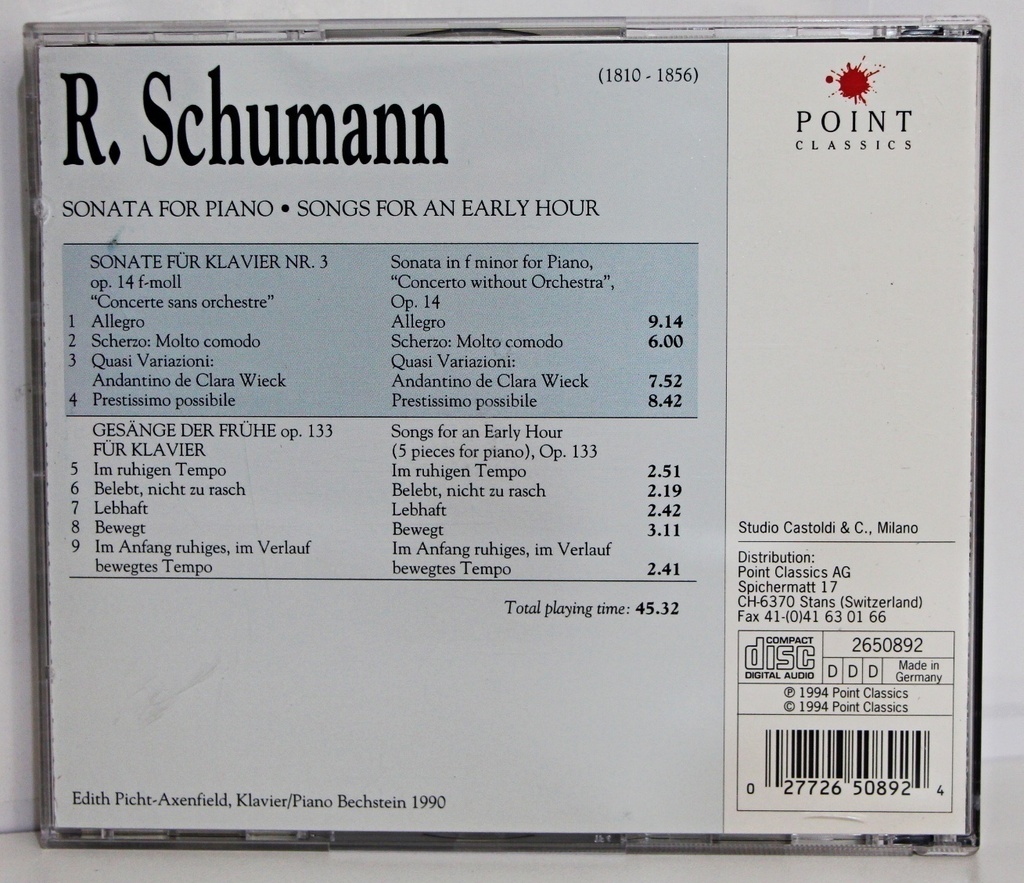 R. Schumann
(1810 - 1856)
SONATA FOR PIANO • SONGS FOR AN EARLY HOUR
SONATE FÜR KLAVIER NR. 3 Sonata in f minor for Piano,
op. 14 f-moll "Concerto without Orchestra",
"Concerte sans orchestre" Op. 14
1 Allegro Allegro 9.14
2 Scherzo: Molto comodo Scherzo: Molto comodo 6.00
3 Quasi Variazioni: Quasi Variazioni:
Andantino de Clara Wieck Andantino de Clara Wieck 7.52
4 Prestissimo possibile Prestissimo possibile 8.42
GESÄNGE DER FRÜHE op. 133 Songs for an Early Hour
FÜR KLAVIER (5 pieces for piano), Op. 133
5 Im ruhigen Tempo Im ruhigen Tempo 2.51
6 Belebt, nicht zu rasch Belebt, nicht zu rasch 2.19
7 Lebhaft Lebhaft 2.42
8 Bewegt Bewegt 3.11
9 Im Anfang ruhiges, im Verlauf Im Anfang ruhiges, im Verlauf
bewegtes Tempo bewegtes Tempo 2.41
Total playing time: 45.32
Edith Picht-Axenfield, Klavier/Piano Bechstein 1990
POINT
CLASSICS
Studio Castoldi & C., Milano
Distribution:
Point Classics AG
Spichermatt 17
CH-6370 Stans (Switzerland)
Fax 41-(0)41 63 01 66
COMPACT
disc
DIGITAL AUDIO
2650892
D D D
Made in
Germany
℗ 1994 Point Classics
© 1994 Point Classics
0 27726 50892 4